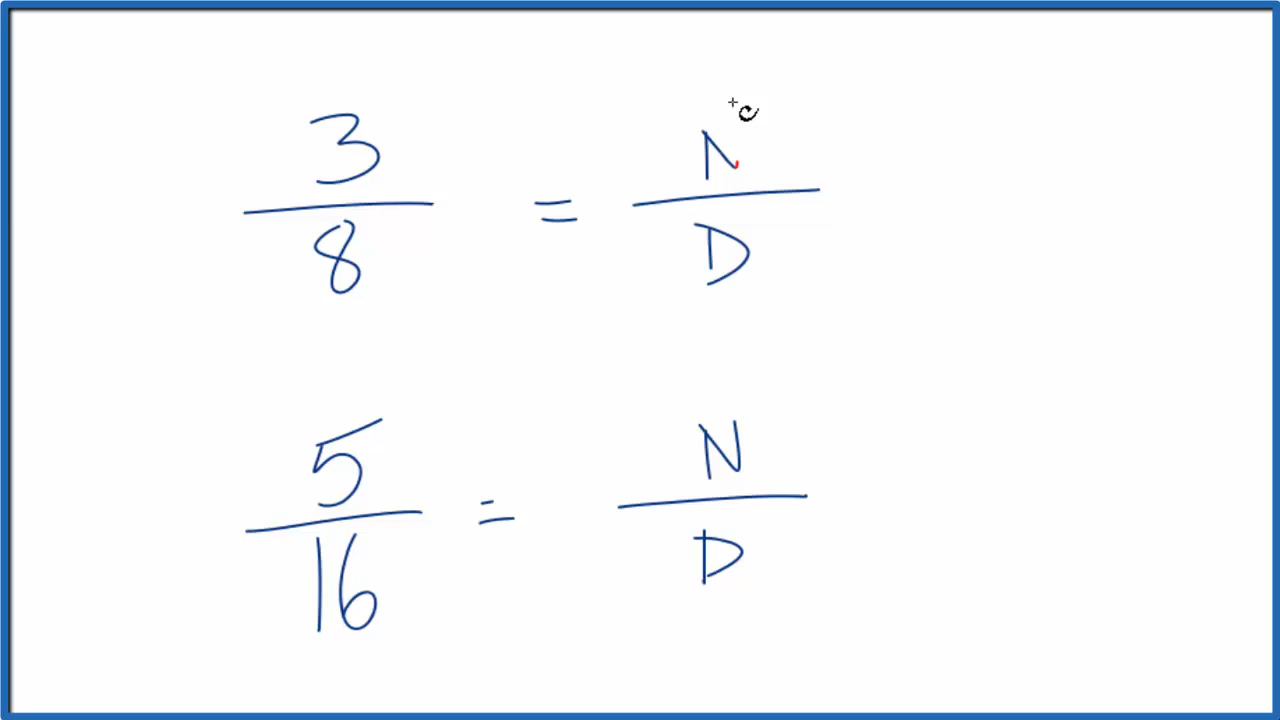 3/8 = N/D
5/16 = N/D